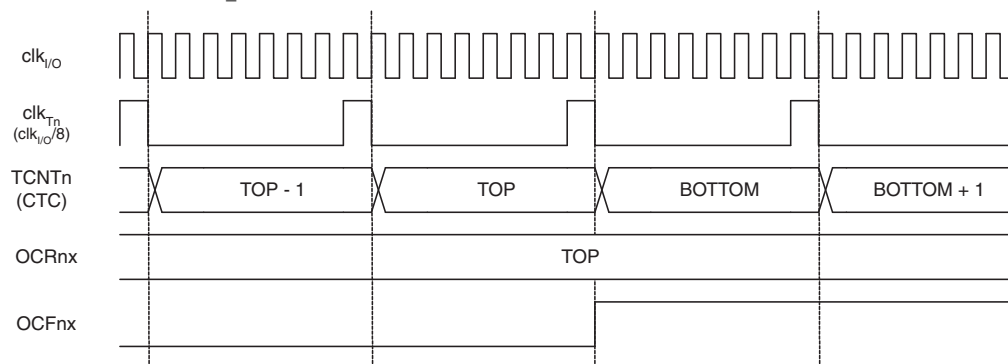 clkI/O
clkTn
(clkI/O/8)
TCNTn
(CTC)
TOP - 1
TOP
BOTTOM
BOTTOM + 1
OCRnx
TOP
OCFnx